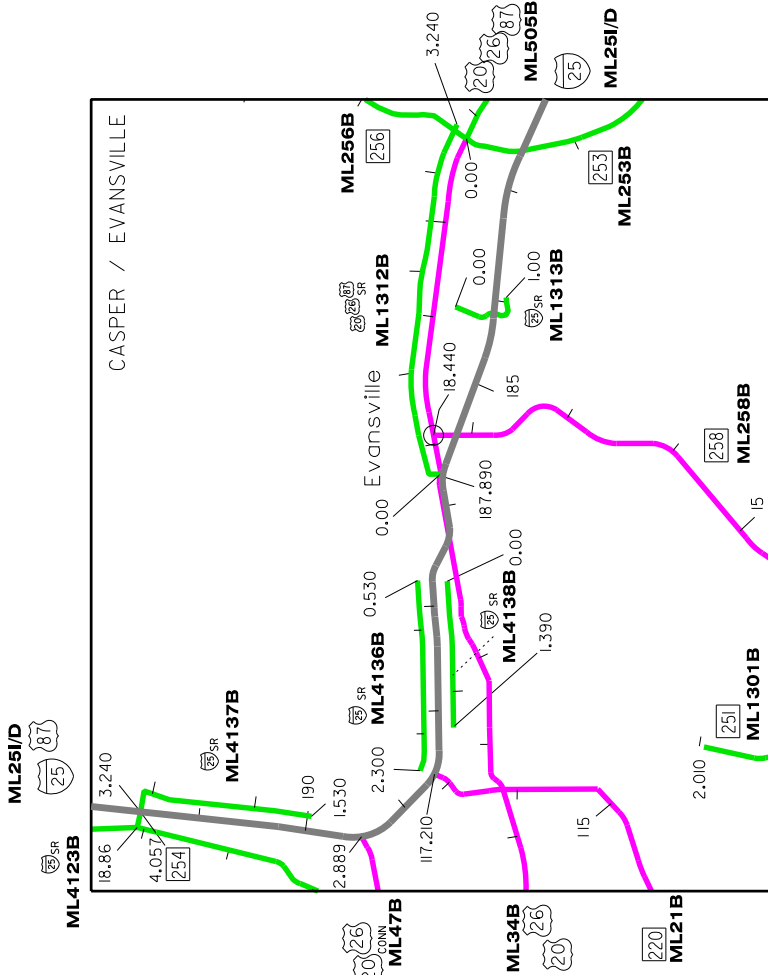 CASPER / EVANSVILLE
Evansville
3.240
20
26
87
ML505B
25
ML25I/D
ML256B
256
0.00
253
ML253B
20
26
87
SR
ML1312B
0.00
1.00
25
SR
ML1313B
18.440
185
258
ML258B
15
0.00
187.890
0.00
0.530
25
SR
ML4136B
25
SR
ML4138B
1.390
2.300
251
ML1301B
2.010
ML25I/D
25
87
25
SR
ML4137B
3.240
190
1.530
25
SR
ML4123B
18.86
4.057
254
2.889
117.210
115
26
20
CONN
ML47B
ML34B
26
20
220
ML21B